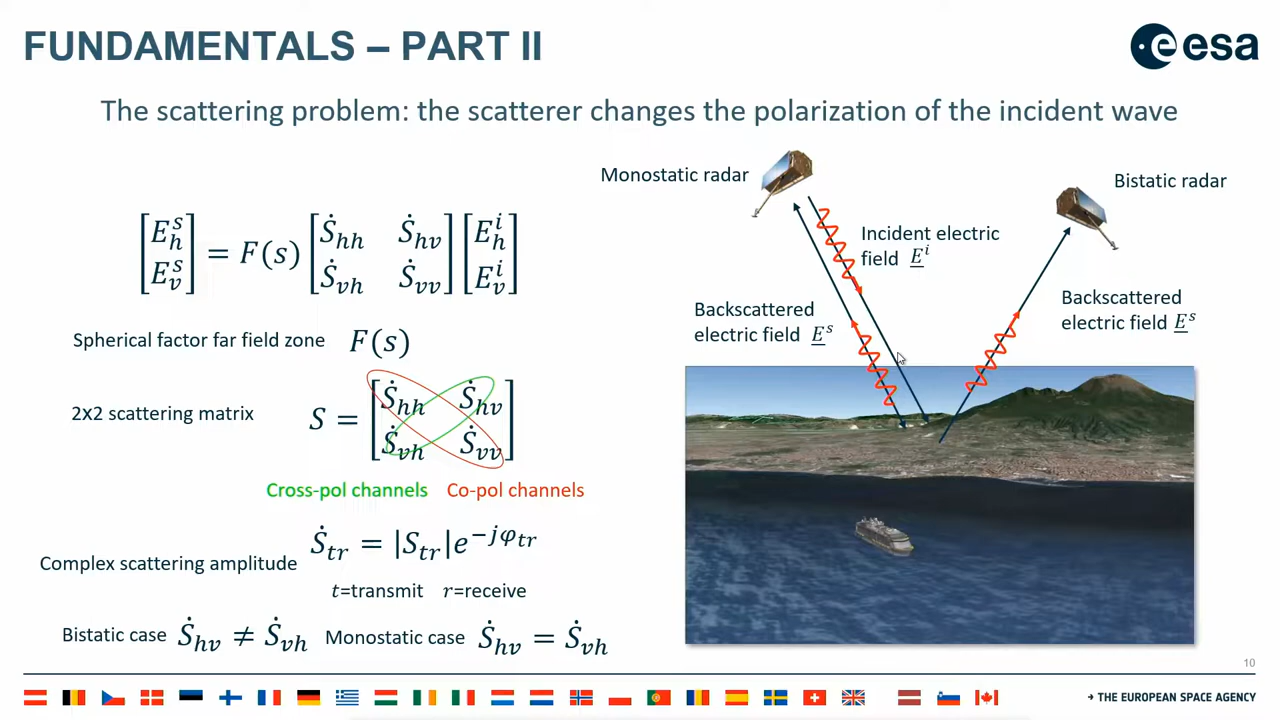 FUNDAMENTALS – PART II
esa
The scattering problem: the scatterer changes the polarization of the incident wave
[E_h^s E_v^s] = F(s) [Ṡ_hh Ṡ_hv Ṡ_vh Ṡ_vv] [E_h^i E_v^i]
Spherical factor far field zone F(s)
2X2 scattering matrix S = [Ṡ_hh Ṡ_hv Ṡ_vh Ṡ_vv]
Cross-pol channels Co-pol channels
Complex scattering amplitude Ṡ_tr = |S_tr|e^{−jφ_tr}
t=transmit r=receive
Bistatic case Ṡ_hv ≠ Ṡ_vh Monostatic case Ṡ_hv = Ṡ_vh
Monostatic radar
Bistatic radar
Incident electric
field E^i
Backscattered
electric field E^s
Backscattered
electric field E^s
10
→ THE EUROPEAN SPACE AGENCY